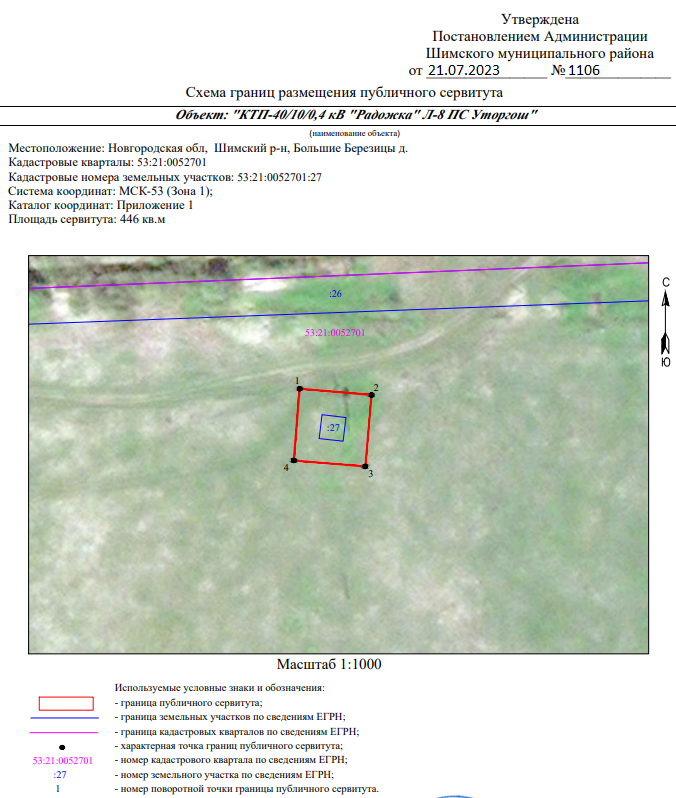 Утверждена
Постановлением Администрации
Шимского муниципального района
от 21.07.2023 № 1106
Схема границ размещения публичного сервитута
Объект: "КТП-40/10/0,4 кВ "Радожка" Л-8 ПС Уторгош"
(наименование объекта)
Местоположение: Новгородская обл, Шимский р-н, Большие Березицы д.
Кадастровые кварталы: 53:21:0052701
Кадастровые номера земельных участков: 53:21:0052701:27
Система координат: МСК-53 (Зона 1);
Каталог координат: Приложение 1
Площадь сервитута: 446 кв.м
С
:26
53:21:0052701
Ю
1
2
:27
4
3
Масштаб 1:1000
Используемые условные знаки и обозначения:
- граница публичного сервитута;
- граница земельных участков по сведениям ЕГРН;
- граница кадастровых кварталов по сведениям ЕГРН;
- характерная точка границ публичного сервитута;
53:21:0052701 - номер кадастрового квартала по сведениям ЕГРН;
:27 - номер земельного участка по сведениям ЕГРН;
1 - номер поворотной точки границы публичного сервитута.